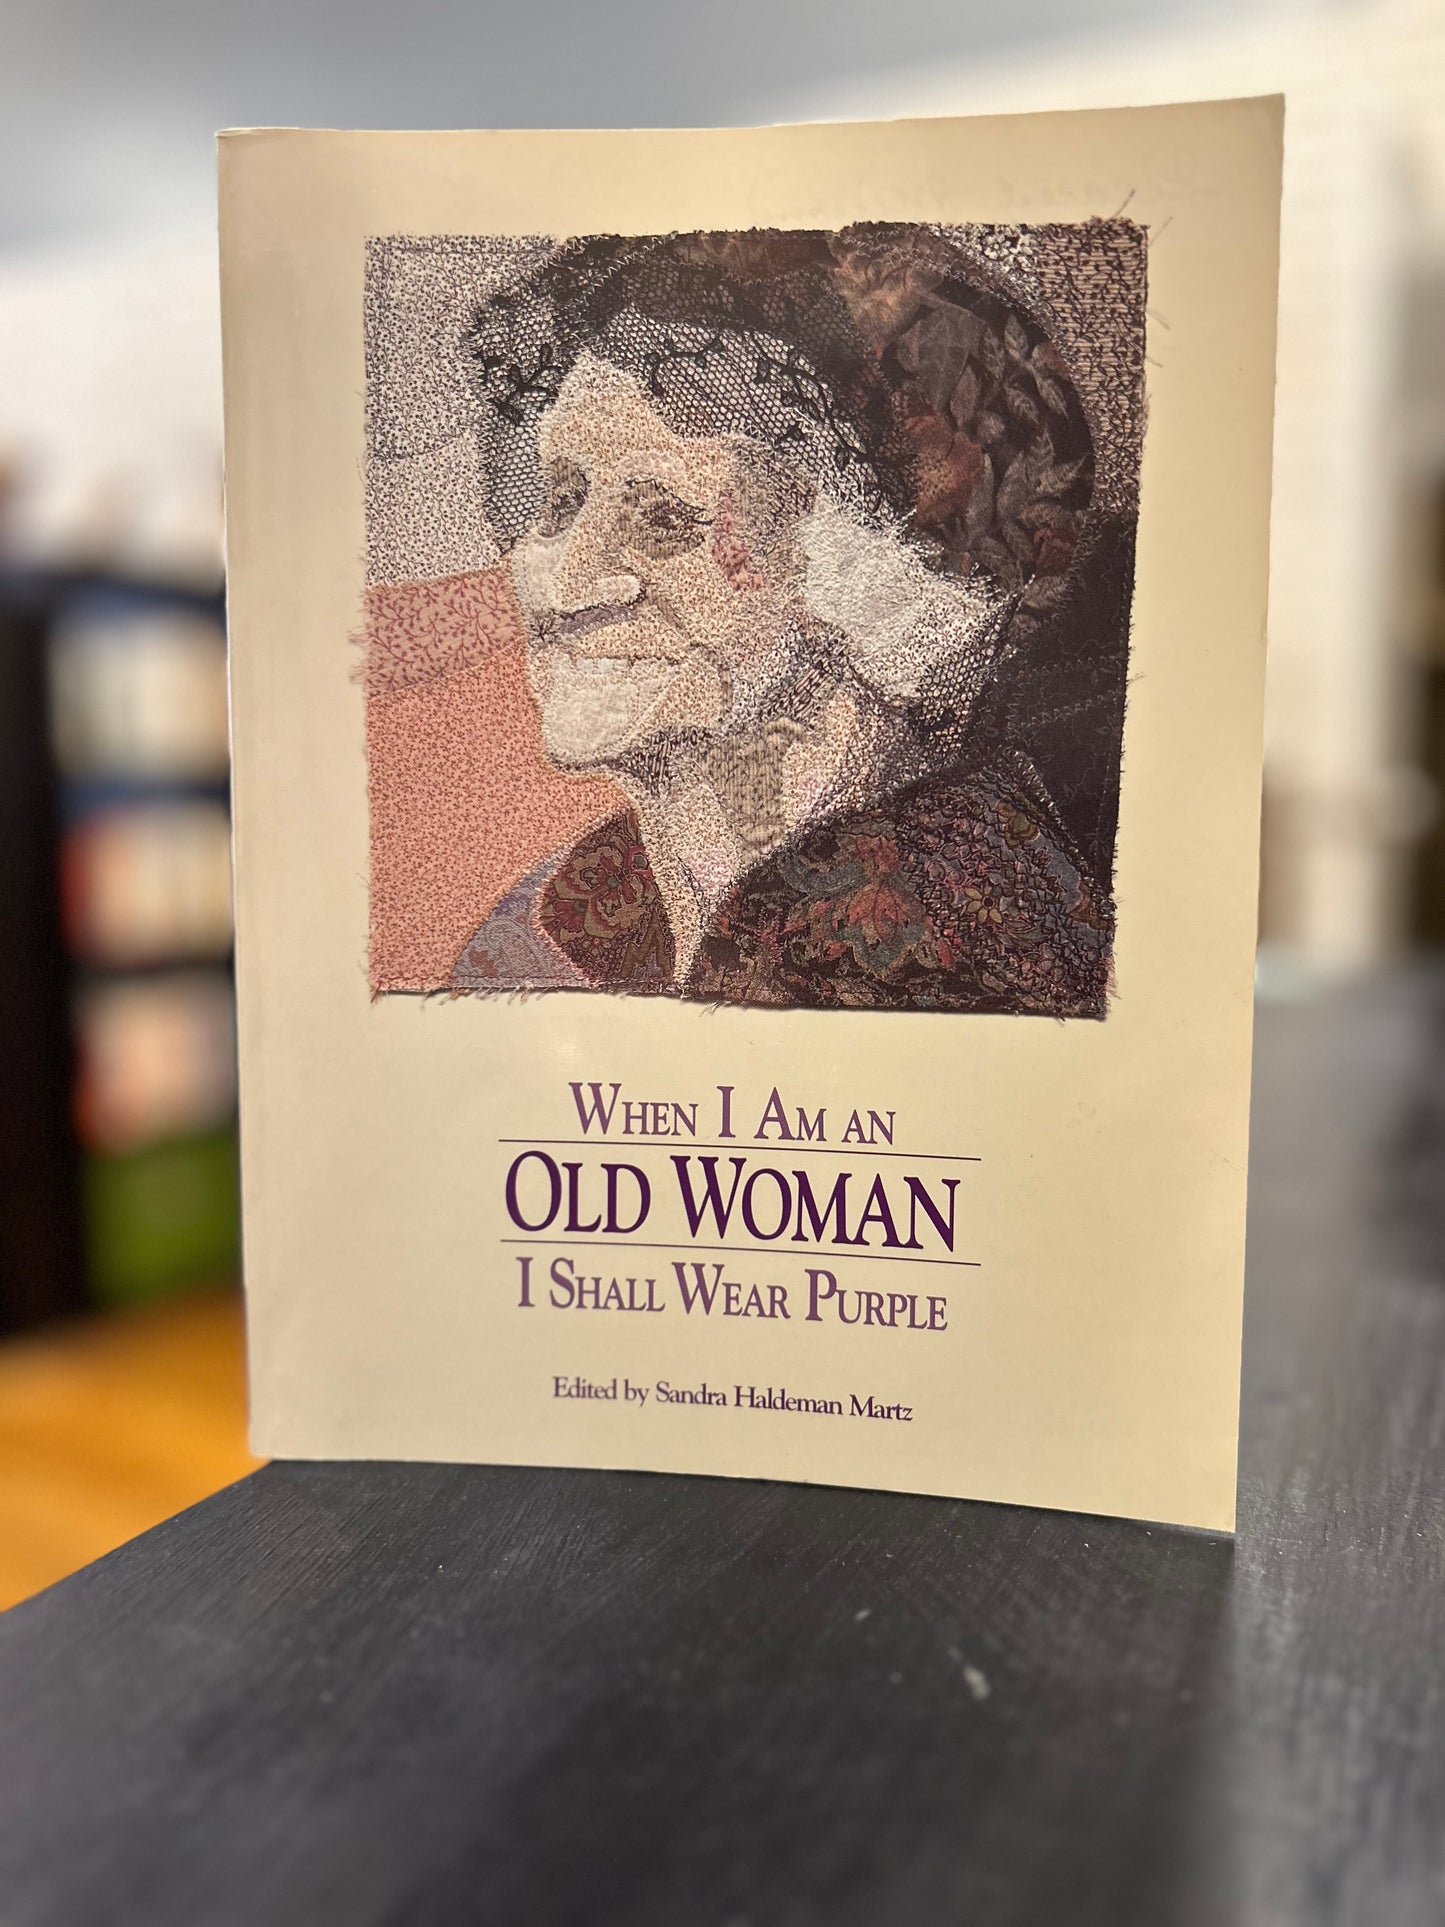 WHEN I AM AN
OLD WOMAN
I SHALL WEAR PURPLE
Edited by Sandra Haldeman Martz